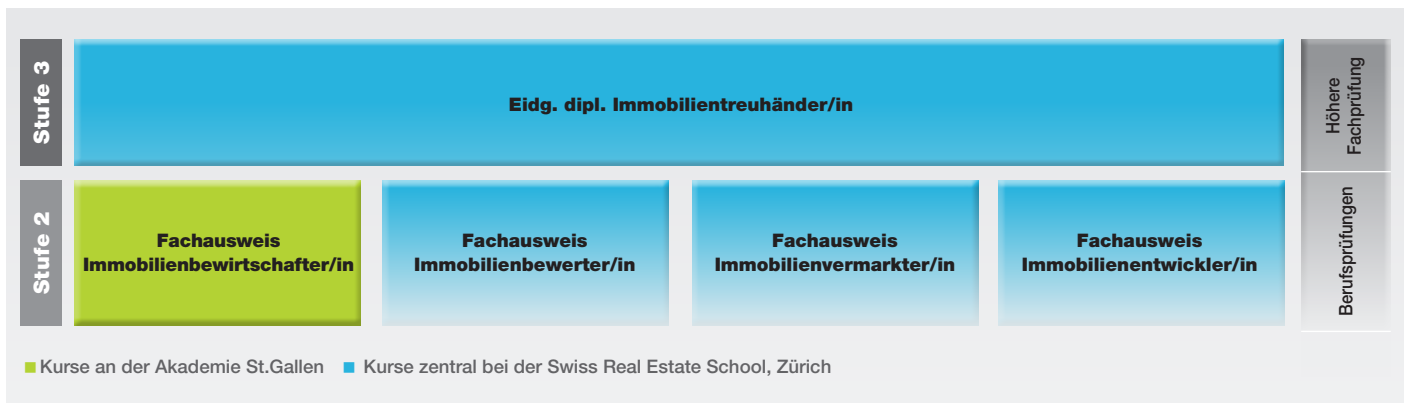 Stufe 3
Eidg. dipl. Immobilientreuhänder/in
Höhere
Fachprüfung
Stufe 2
Fachausweis
Immobilienbewirtschafter/in
Fachausweis
Immobilienbewerter/in
Fachausweis
Immobilienvermarkter/in
Fachausweis
Immobilienentwickler/in
Berufsprüfungen
Kurse an der Akademie St.Gallen
Kurse zentral bei der Swiss Real Estate School, Zürich